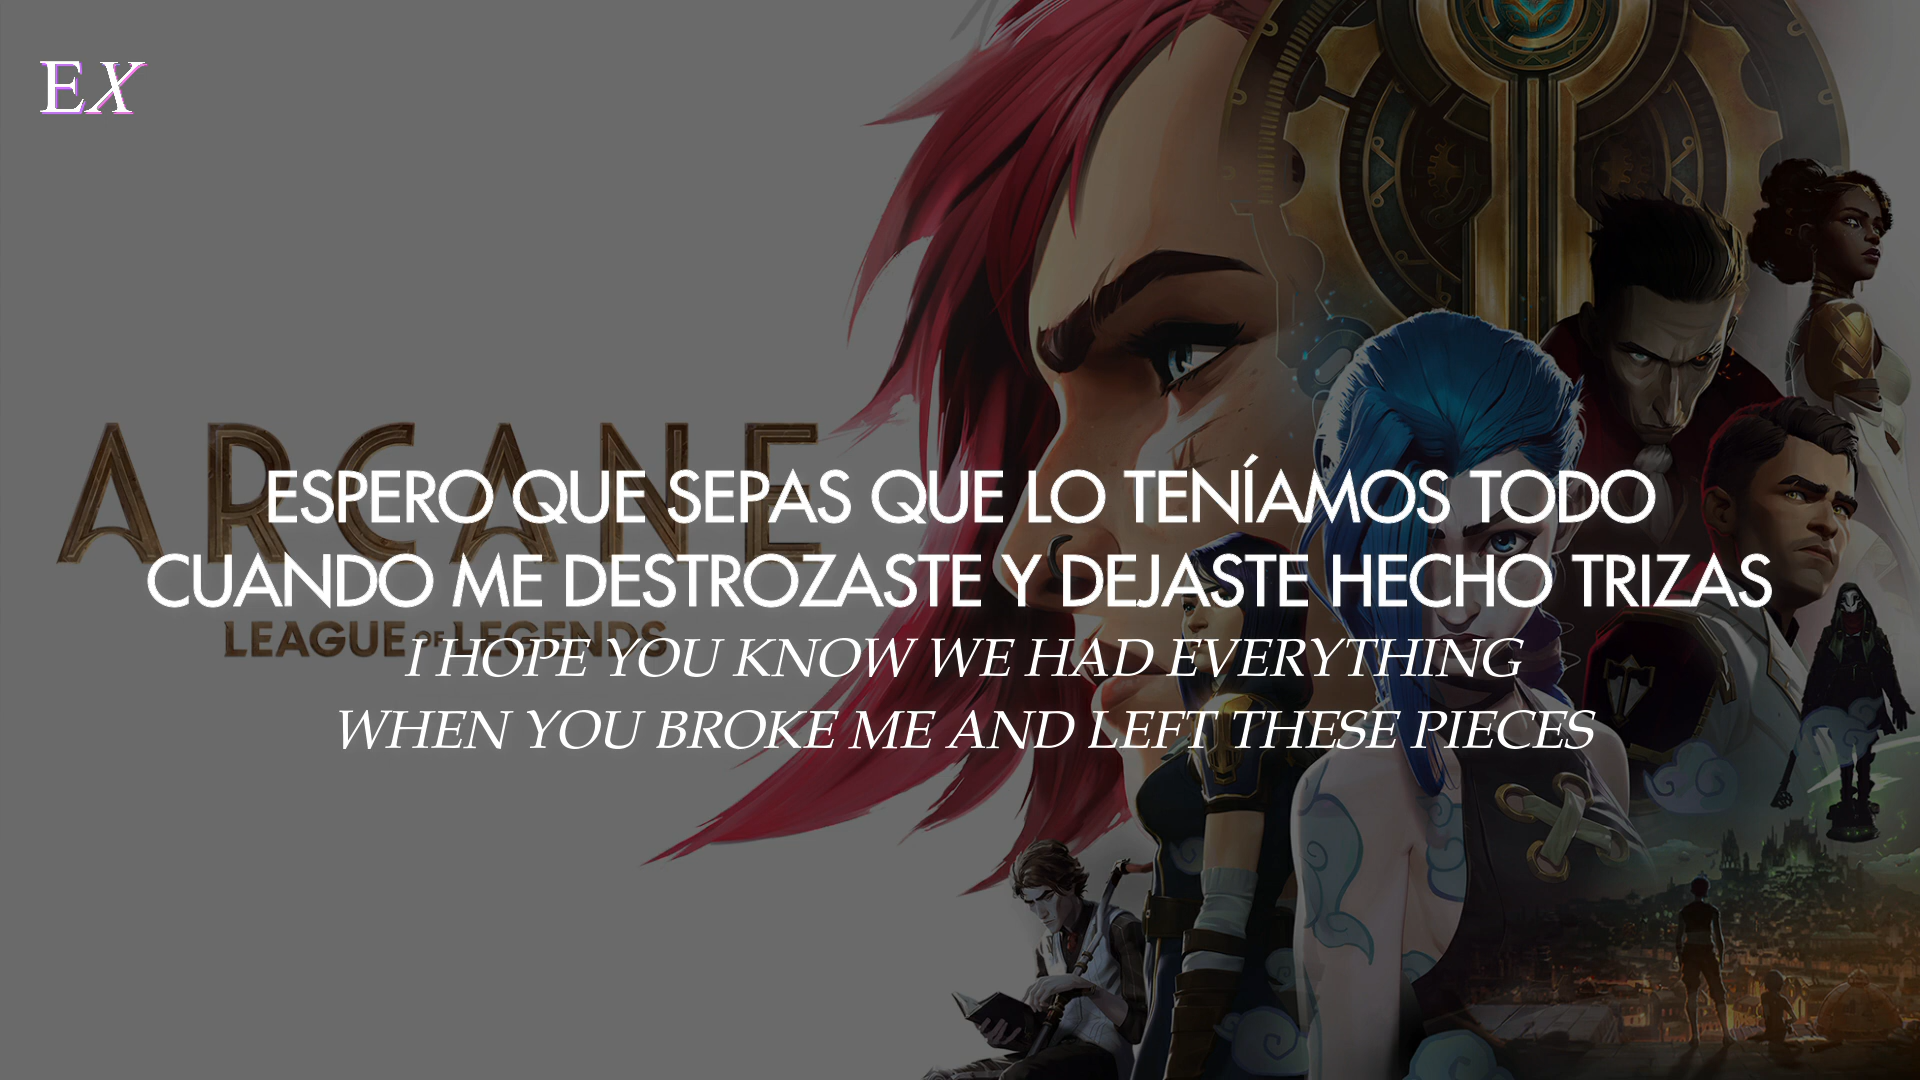 EX
ARCANE
ESPERO QUE SEPAS QUE LO TENÍAMOS TODO
CUANDO ME DESTROZASTE Y DEJASTE HECHO TRIZAS
LEAGUE OF LEGENDS
I HOPE YOU KNOW WE HAD EVERYTHING
WHEN YOU BROKE ME AND LEFT THESE PIECES